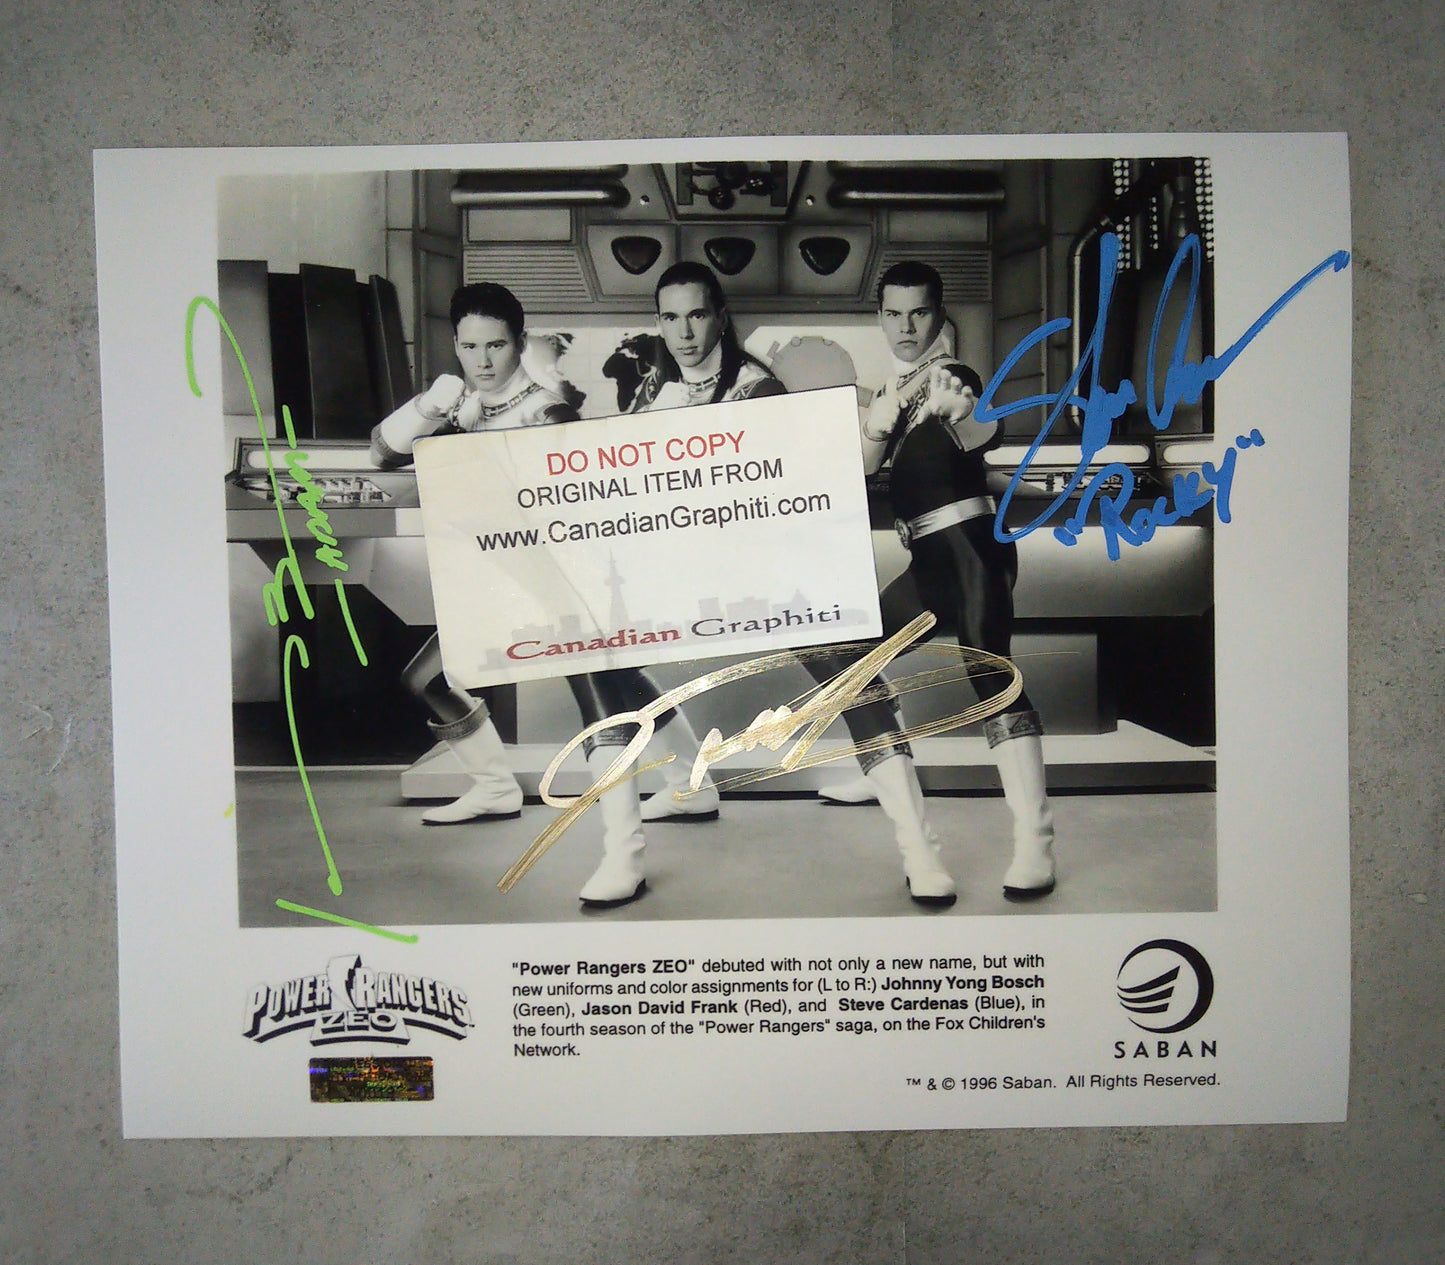 DO NOT COPY
ORIGINAL ITEM FROM
www.CanadianGraphiti.com
Canadian Graphiti
"Rocky"
POWER RANGERS
ZEO
"Power Rangers ZEO" debuted with not only a new name, but with
new uniforms and color assignments for (L to R:) Johnny Yong Bosch
(Green), Jason David Frank (Red), and Steve Cardenas (Blue), in
the fourth season of the "Power Rangers" saga, on the Fox Children's
Network.
SABAN
™ & © 1996 Saban. All Rights Reserved.